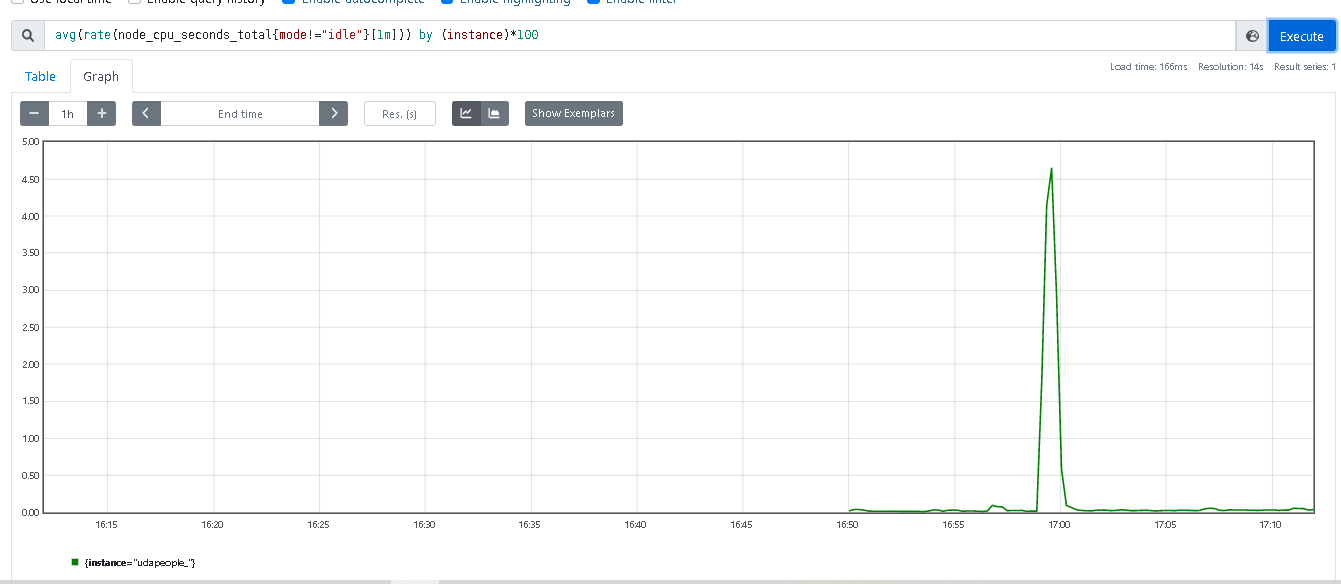 Use local time Enable query history Enable autocomplete Enable highlighting Enable linter
avg(rate(node_cpu_seconds_total{mode!="idle"}[1m])) by (instance)*100 Execute
Load time: 166ms Resolution: 14s Result series: 1
Table Graph
− 1h + End time Res. (s) Show Exemplars
5.00
4.50
4.00
3.50
3.00
2.50
2.00
1.50
1.00
0.50
0.00
16:15 16:20 16:25 16:30 16:35 16:40 16:45 16:50 16:55 17:00 17:05 17:10
{instance="udapeople_"}